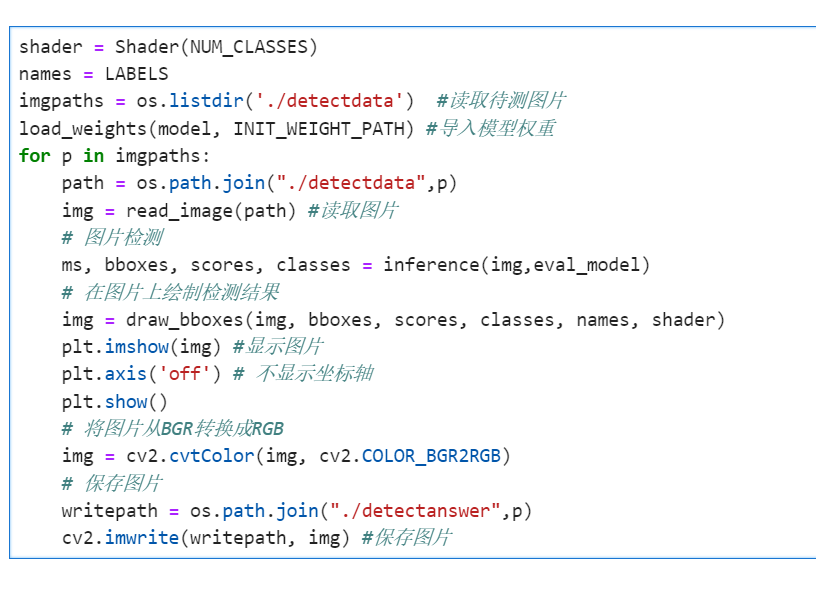 shader = Shader(NUM_CLASSES)
names = LABELS
imgpaths = os.listdir('./detectdata')  #读取待测图片
load_weights(model, INIT_WEIGHT_PATH) #导入模型权重
for p in imgpaths:
    path = os.path.join("./detectdata",p)
    img = read_image(path) #读取图片
    # 图片检测
    ms, bboxes, scores, classes = inference(img,eval_model)
    # 在图片上绘制检测结果
    img = draw_bboxes(img, bboxes, scores, classes, names, shader)
    plt.imshow(img) #显示图片
    plt.axis('off') # 不显示坐标轴
    plt.show()
    # 将图片从BGR转换成RGB
    img = cv2.cvtColor(img, cv2.COLOR_BGR2RGB)
    # 保存图片
    writepath = os.path.join("./detectanswer",p)
    cv2.imwrite(writepath, img) #保存图片